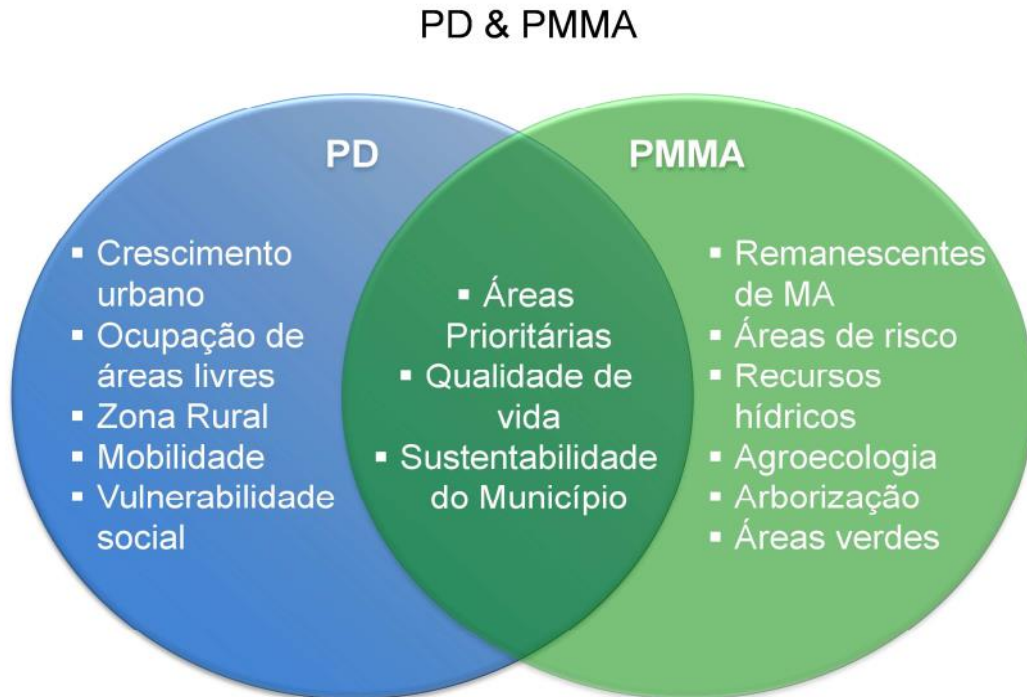 PD & PMMA
PD
▪ Crescimento
urbano
▪ Ocupação de
áreas livres
▪ Zona Rural
▪ Mobilidade
▪ Vulnerabilidade
social
▪ Áreas
Prioritárias
▪ Qualidade de
vida
▪ Sustentabilidade
do Município
PMMA
▪ Remanescentes
de MA
▪ Áreas de risco
▪ Recursos
hídricos
▪ Agroecologia
▪ Arborização
▪ Áreas verdes